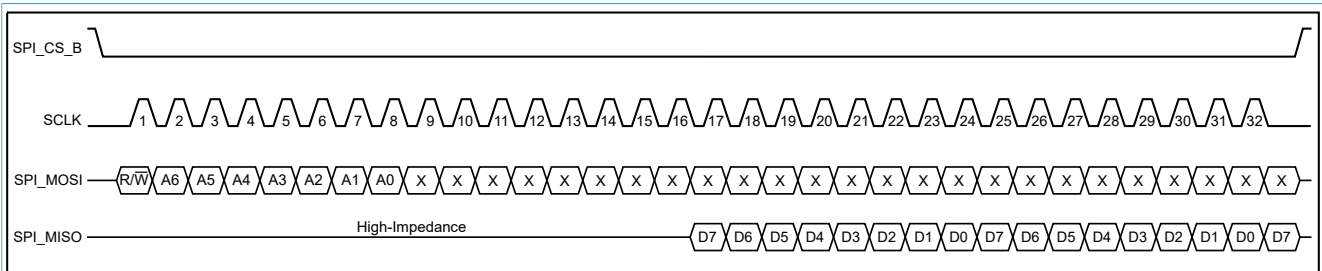 SPI_CS_B
SCLK 1 2 3 4 5 6 7 8 9 10 11 12 13 14 15 16 17 18 19 20 21 22 23 24 25 26 27 28 29 30 31 32
SPI_MOSI R/W̅ A6 A5 A4 A3 A2 A1 A0 X X X X X X X X X X X X X X X X X X X X X X X X X
SPI_MISO High-Impedance D7 D6 D5 D4 D3 D2 D1 D0 D7 D6 D5 D4 D3 D2 D1 D0 D7